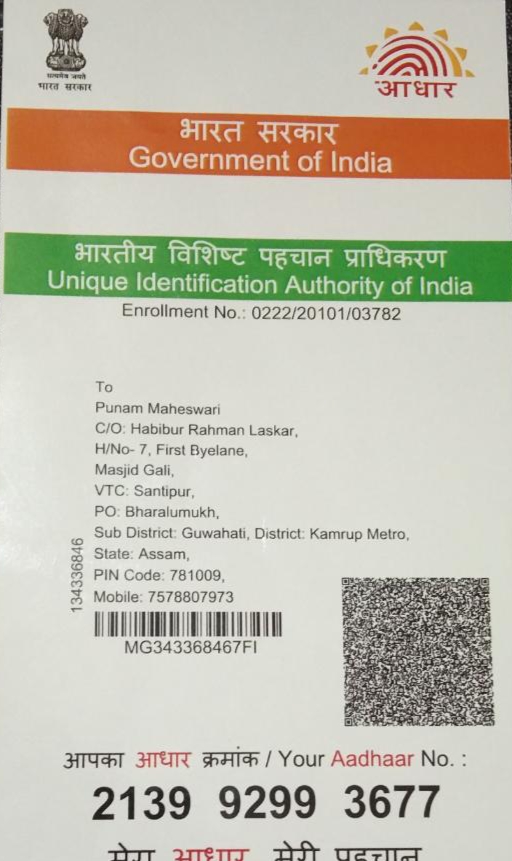 सत्यमेव जयते
भारत सरकार
आधार
भारत सरकार
Government of India
भारतीय विशिष्ट पहचान प्राधिकरण
Unique Identification Authority of India
Enrollment No.: 0222/20101/03782
To
Punam Maheswari
C/O: Habibur Rahman Laskar,
H/No- 7, First Byelane,
Masjid Gali,
VTC: Santipur,
PO: Bharalumukh,
Sub District: Guwahati, District: Kamrup Metro,
State: Assam,
PIN Code: 781009,
Mobile: 7578807973
134336846
MG343368467FI
आपका आधार क्रमांक / Your Aadhaar No. :
2139 9299 3677
मेरा आधार, मेरी पहचान